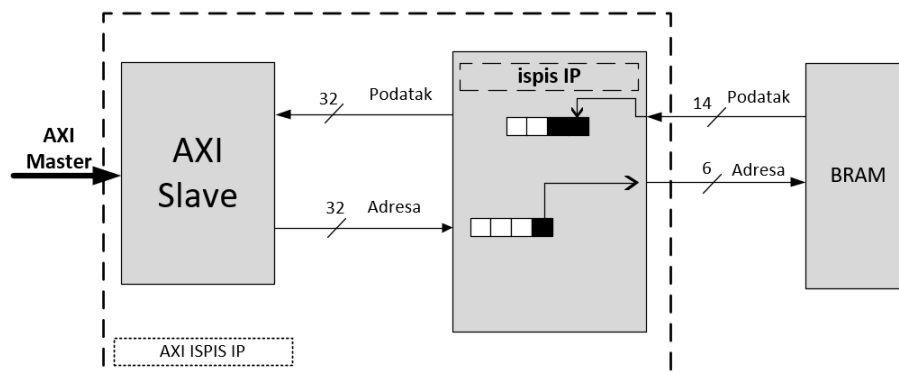 AXI
Master
AXI
Slave
32
Podatak
32
Adresa
ispis IP
14
Podatak
6
Adresa
BRAM
AXI ISPIS IP